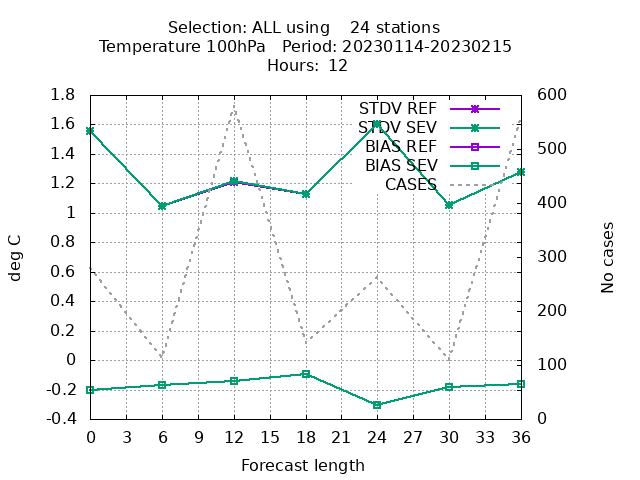 Selection: ALL using    24 stations
Temperature 100hPa   Period: 20230114-20230215
Hours: 12
1.8
1.6
1.4
1.2
1
0.8
0.6
0.4
0.2
0
-0.2
-0.4
deg C
STDV REF
STDV SEV
BIAS REF
BIAS SEV
CASES
600
500
400
300
200
100
0
No cases
0 3 6 9 12 15 18 21 24 27 30 33 36
Forecast length